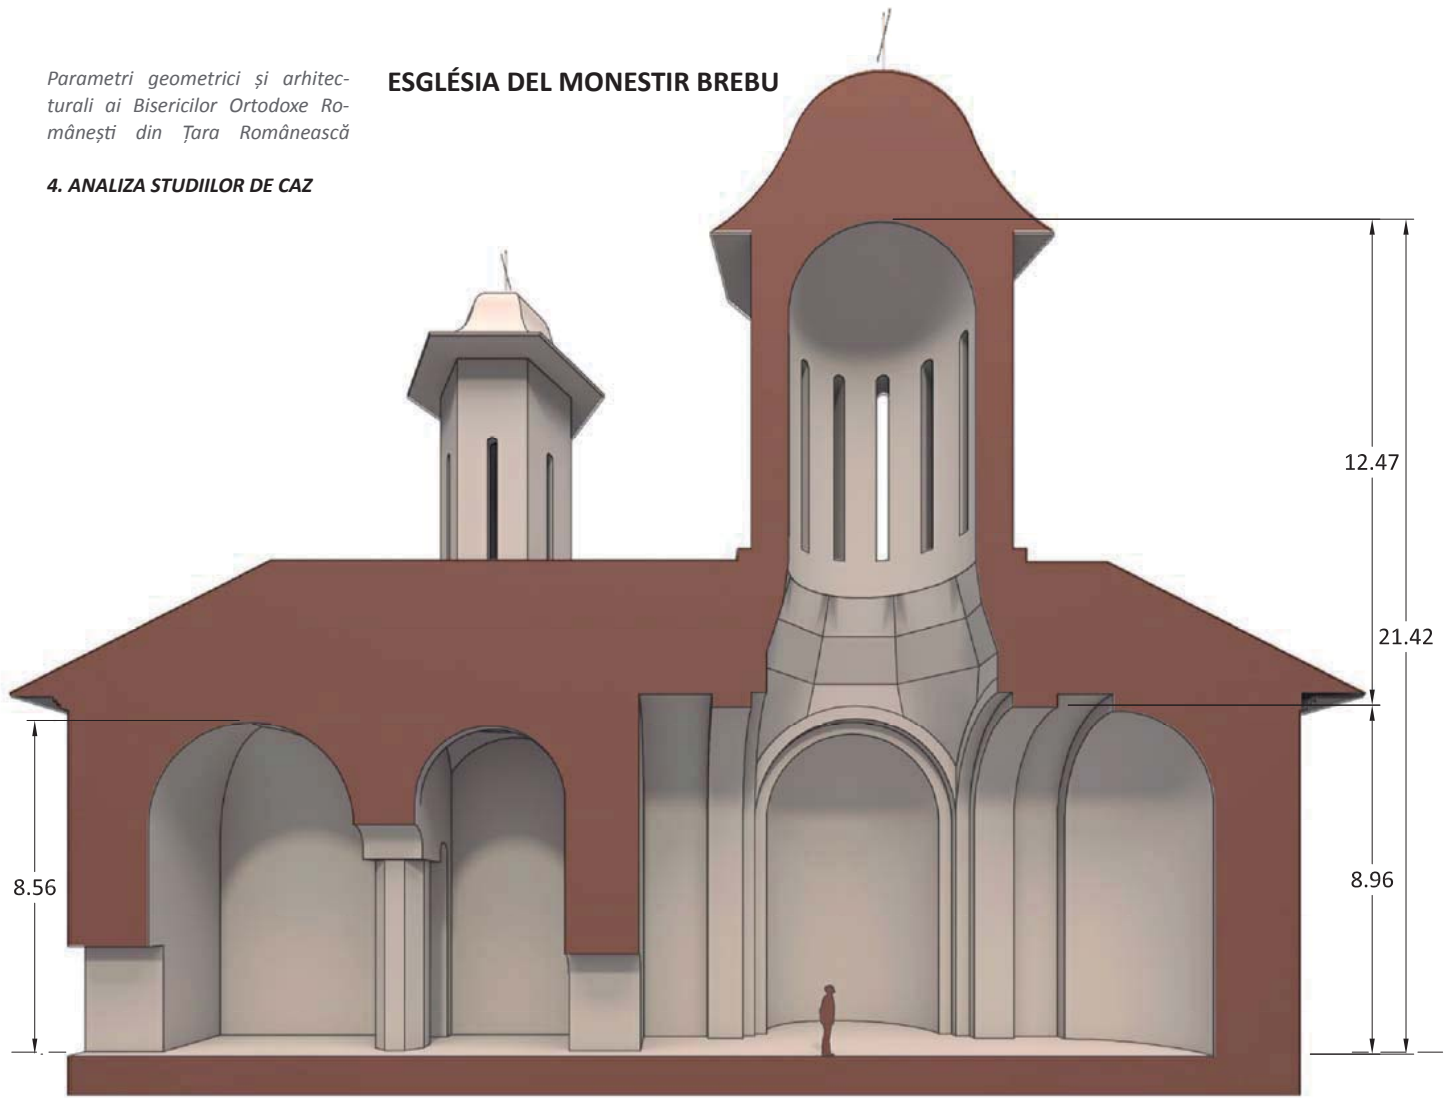 Parametri geometrici și arhitec-
turali ai Bisericilor Ortodoxe Ro-
mânești din Țara Românească
4. ANALIZA STUDIILOR DE CAZ
ESGLÉSIA DEL MONESTIR BREBU
12.47
21.42
8.56
8.96